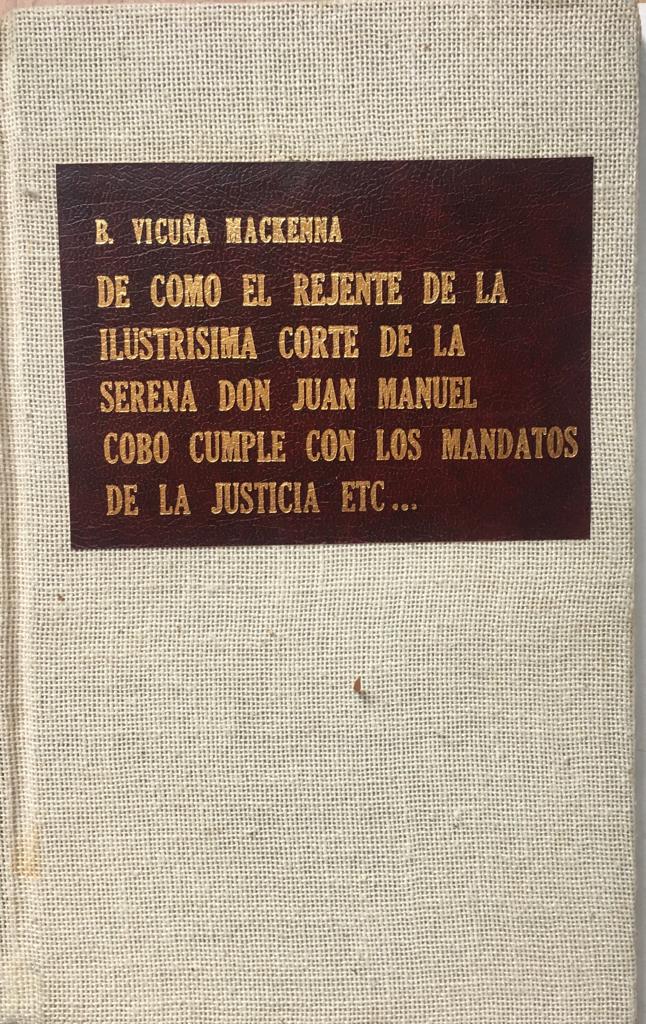 B. VICUÑA MACKENNA
DE COMO EL REJENTE DE LA
ILUSTRISIMA CORTE DE LA
SERENA DON JUAN MANUEL
COBO CUMPLE CON LOS MANDATOS
DE LA JUSTICIA ETC...